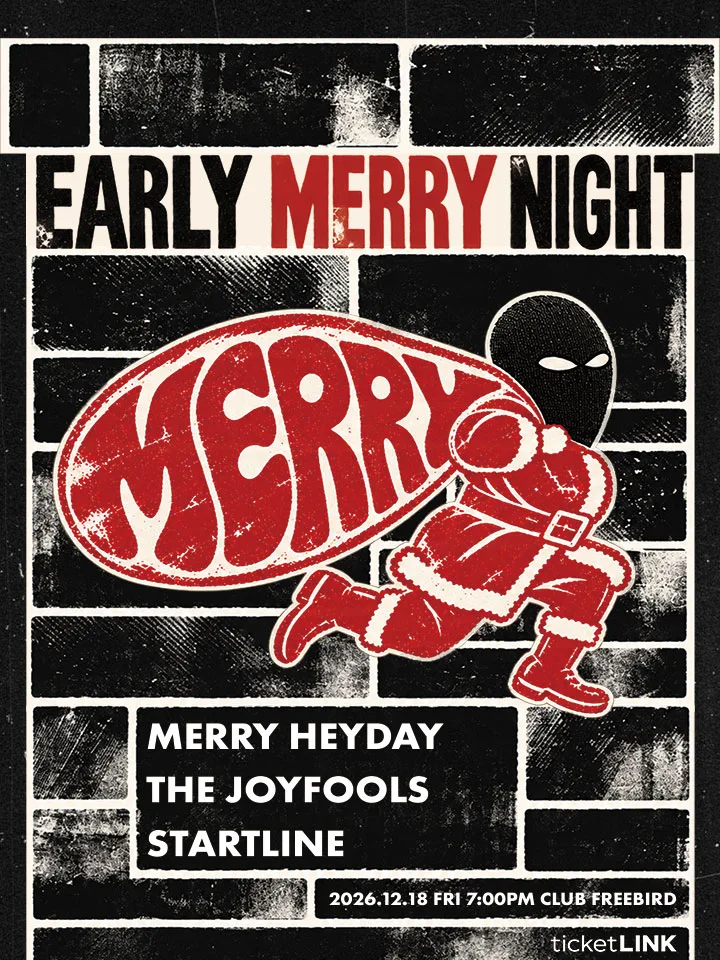 EARLY MERRY NIGHT
MERRY
MERRY HEYDAY
THE JOYFOOLS
STARTLINE
2026.12.18 FRI 7:00PM CLUB FREEBIRD
ticketLINK